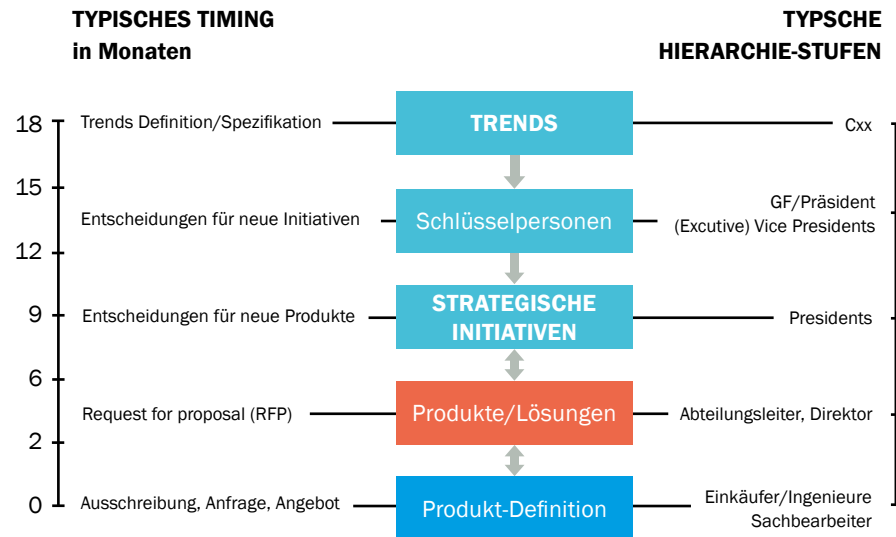 TYPISCHES TIMING
in Monaten
TYPSCHE
HIERARCHIE-STUFEN
18
Trends Definition/Spezifikation
TRENDS
Cxx
15
Entscheidungen für neue Initiativen
Schlüsselpersonen
GF/Präsident
(Excutive) Vice Presidents
12
9
Entscheidungen für neue Produkte
STRATEGISCHE
INITIATIVEN
Presidents
6
Request for proposal (RFP)
Produkte/Lösungen
Abteilungsleiter, Direktor
2
0
Ausschreibung, Anfrage, Angebot
Produkt-Definition
Einkäufer/Ingenieure
Sachbearbeiter